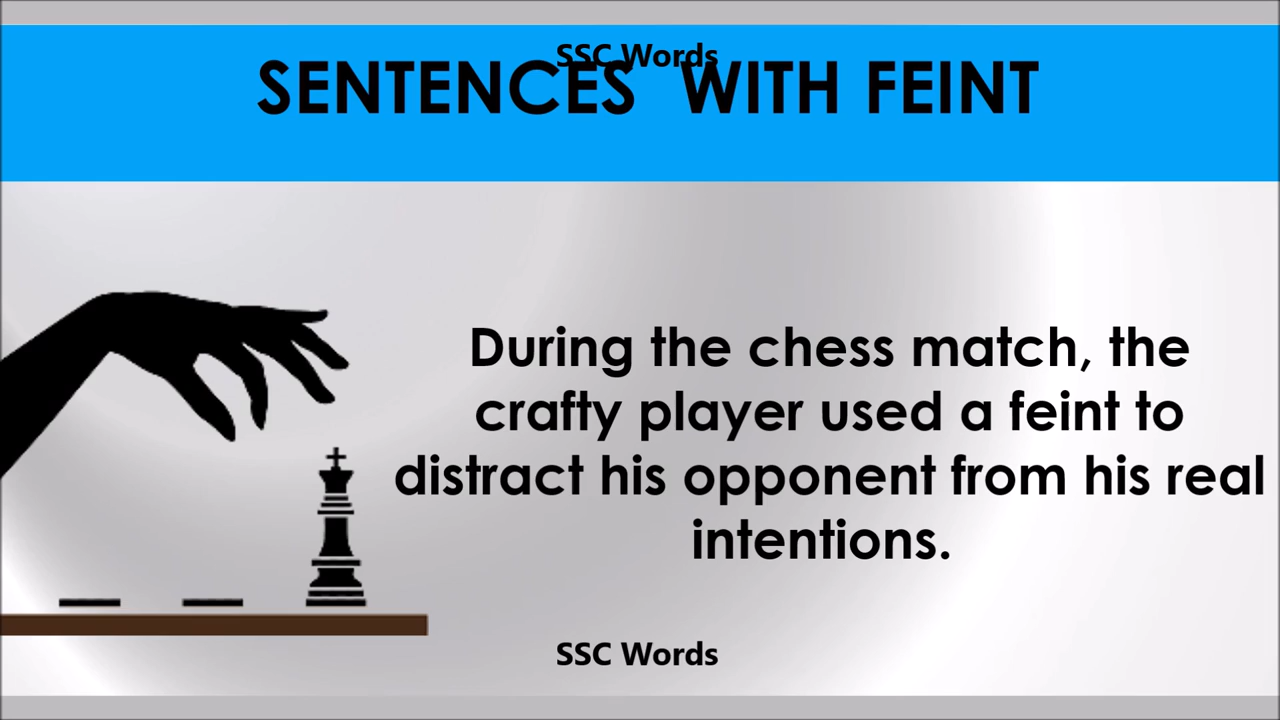 SSC Words
SENTENCES WITH FEINT
During the chess match, the
crafty player used a feint to
distract his opponent from his real
intentions.
SSC Words